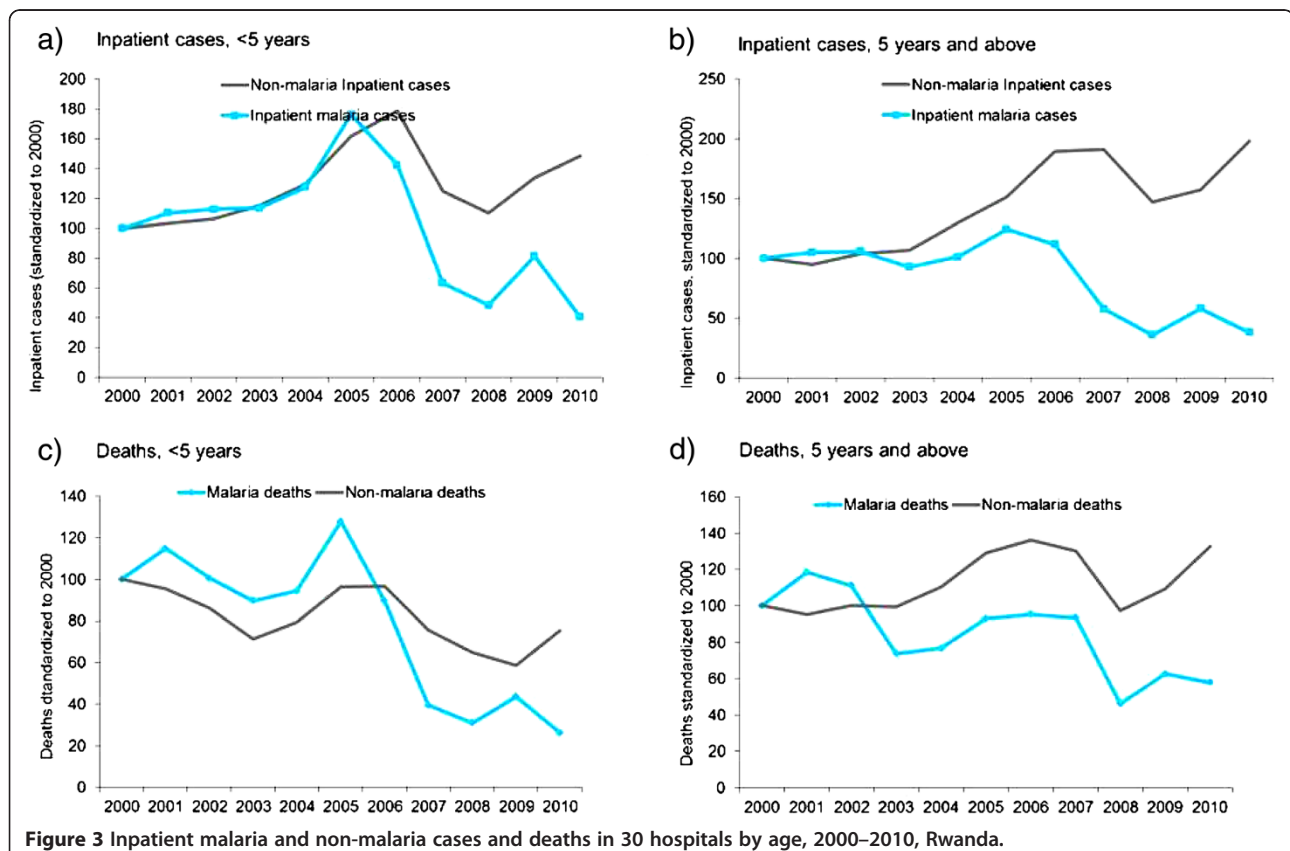 a) Inpatient cases, <5 years
Non-malaria Inpatient cases
Inpatient malaria cases
Inpatient cases (standardized to 2000)
200
180
160
140
120
100
80
60
40
20
0
2000 2001 2002 2003 2004 2005 2006 2007 2008 2009 2010
b) Inpatient cases, 5 years and above
Non-malaria Inpatient cases
Inpatient malaria cases
Inpatient cases. standardized to 2000)
250
200
150
100
50
0
2000 2001 2002 2003 2004 2005 2006 2007 2008 2009 2010
c) Deaths, <5 years
Malaria deaths Non-malaria deaths
Deaths dtandardized to 2000
140
120
100
80
60
40
20
0
2000 2001 2002 2003 2004 2005 2006 2007 2008 2009 2010
d) Deaths, 5 years and above
Malaria deaths Non-malaria deaths
Deaths standardized to 2000
160
140
120
100
80
60
40
20
0
2000 2001 2002 2003 2004 2005 2006 2007 2008 2009 2010
Figure 3 Inpatient malaria and non-malaria cases and deaths in 30 hospitals by age, 2000–2010, Rwanda.